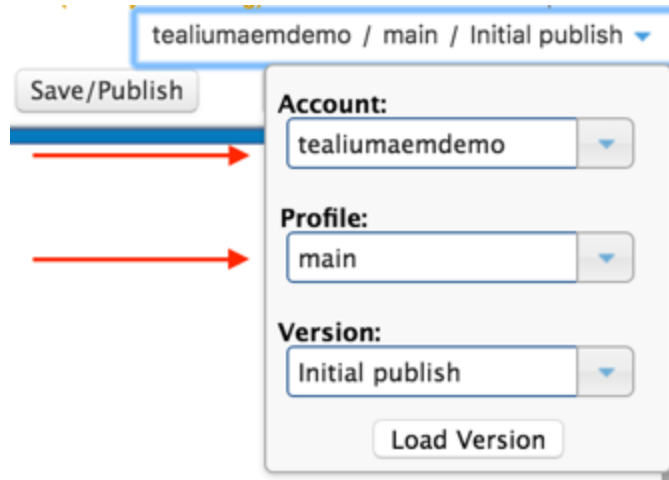 tealiumaemdemo / main / Initial publish
Save/Publish
Account:
tealiumaemdemo
Profile:
main
Version:
Initial publish
Load Version